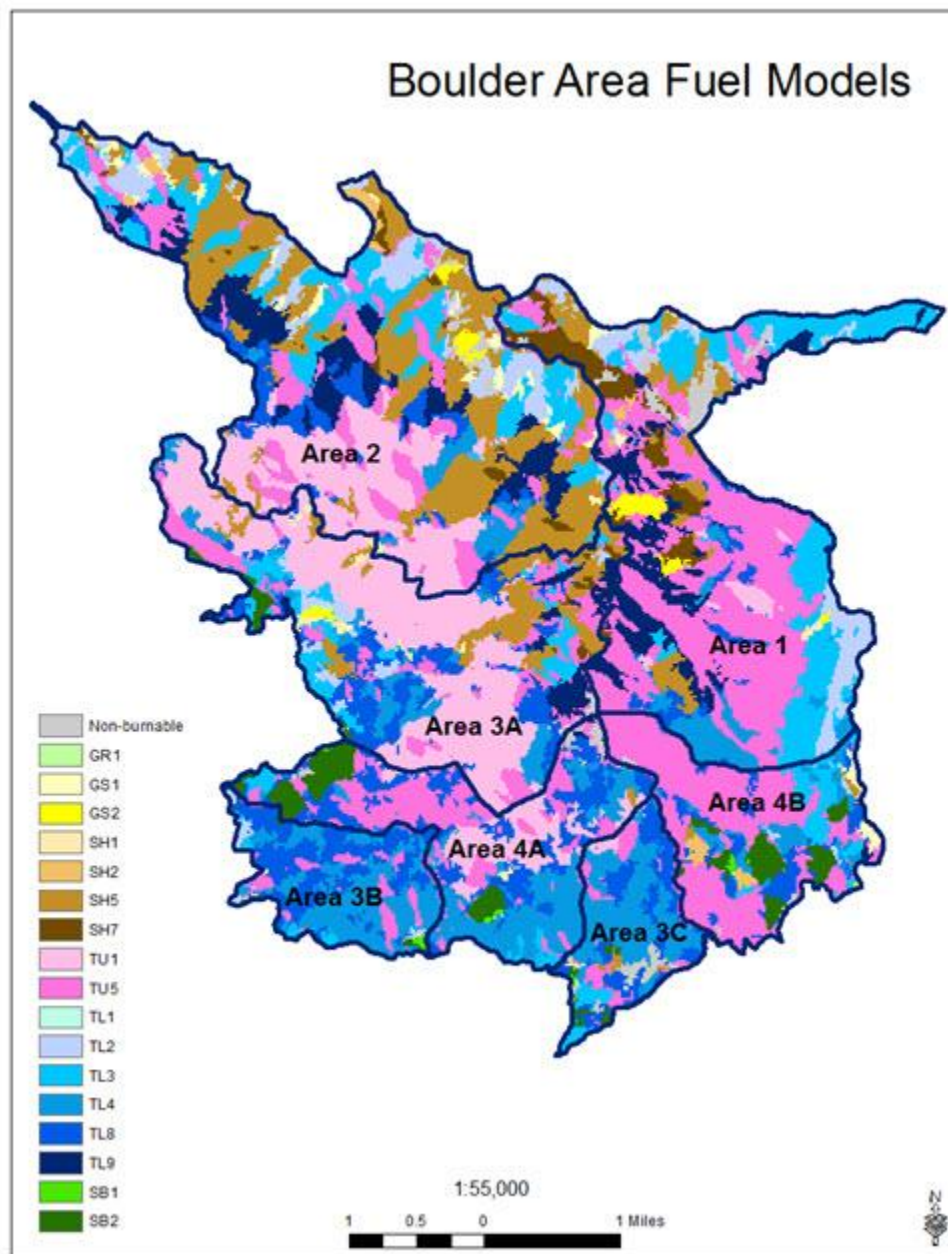 Boulder Area Fuel Models
Area 2
Area 1
Area 3A
Area 4B
Area 4A
Area 3B
Area 3C
Non-burnable
GR1
GS1
GS2
SH1
SH2
SH5
SH7
TU1
TU5
TL1
TL2
TL3
TL4
TL8
TL9
SB1
SB2
1:55,000
1 0.5 0 1 Miles
N